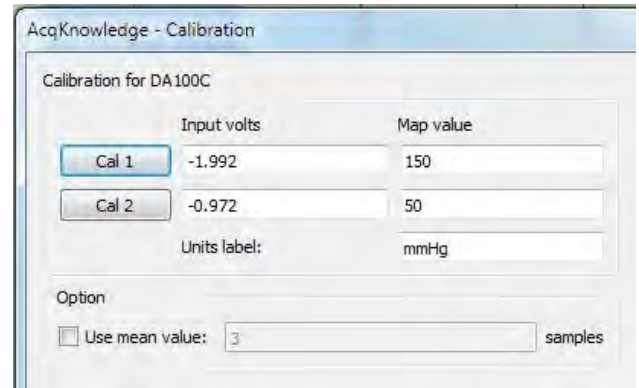 AcqKnowledge - Calibration
Calibration for DA100C
Input volts Map value
Cal 1 -1.992 150
Cal 2 -0.972 50
Units label: mmHg
Option
Use mean value: 3 samples